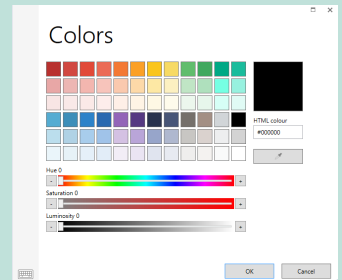 Colors
HTML colour
#000000
Hue 0
- +
Saturation 0
- +
Luminosity 0
- +
OK Cancel